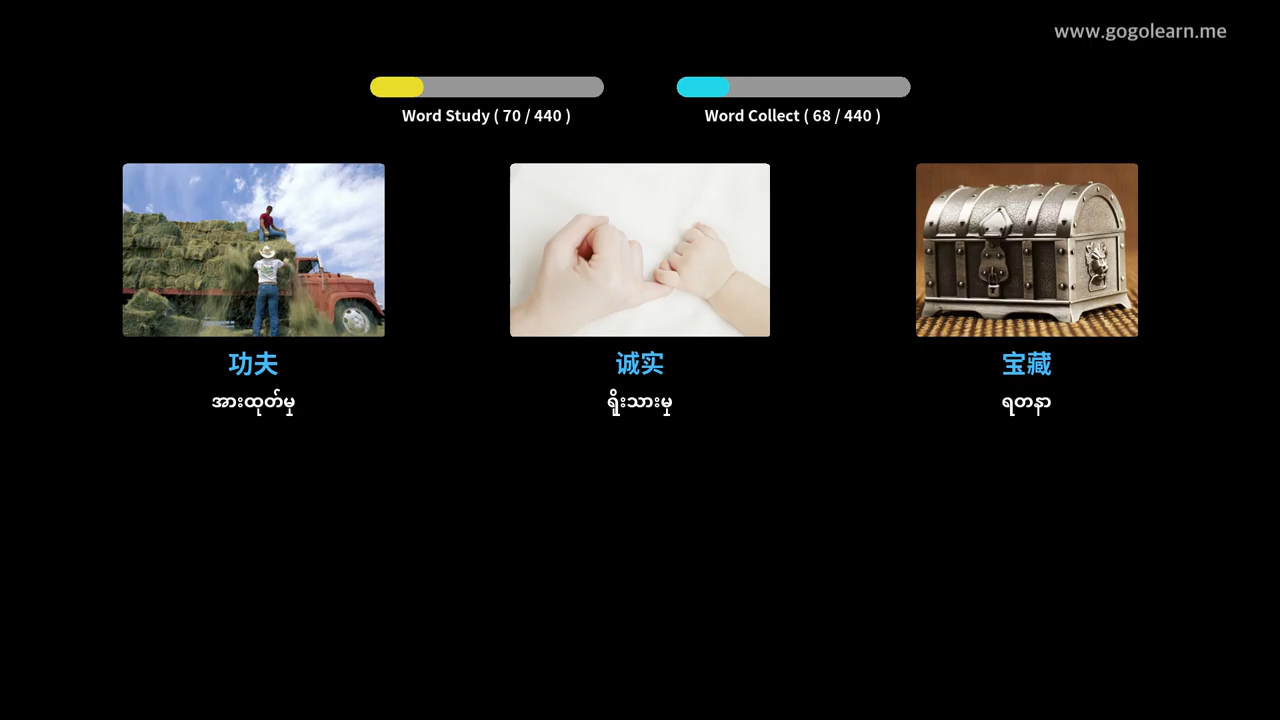 www.gogolearn.me
Word Study ( 70 / 440 )
Word Collect ( 68 / 440 )
功夫
诚实
宝藏
အားထုတ်မှု
ရိုးသားမှု
ရတနာ